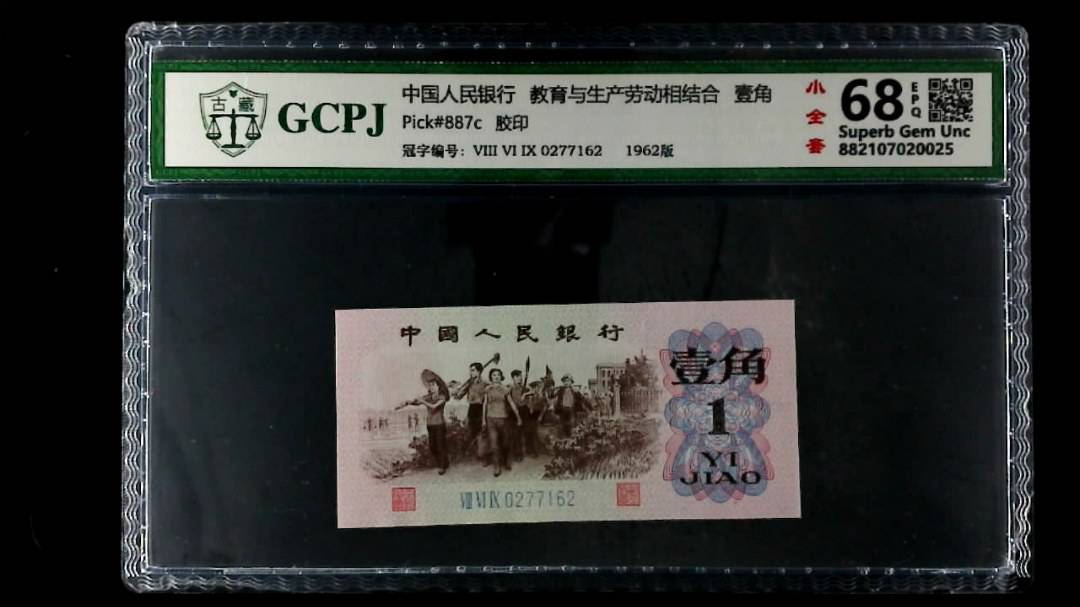 古藏
GCPJ
中国人民银行 教育与生产劳动相结合 壹角
Pick#887c 胶印
冠字编号: VIII VI IX 0277162 1962版
小全套
68
EPQ
Superb Gem Unc
882107020025
中國人民銀行
壹角
1
YI
JIAO
VIII VI IX 0277162